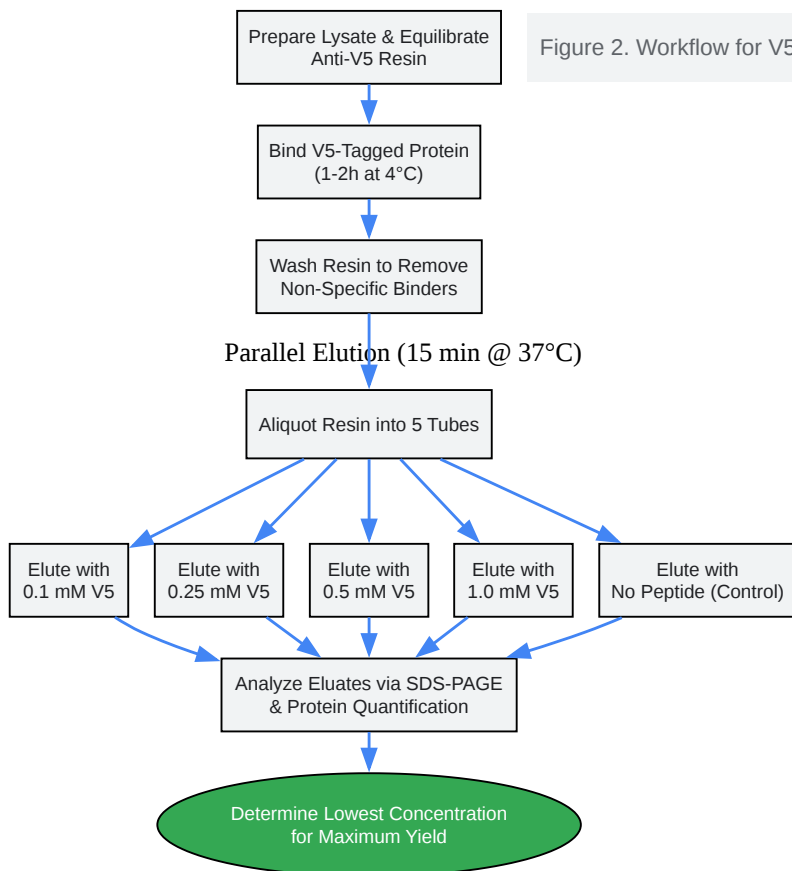 Prepare Lysate & Equilibrate
Anti-V5 Resin
Figure 2. Workflow for V5
Bind V5-Tagged Protein
(1-2h at 4°C)
Wash Resin to Remove
Non-Specific Binders
Parallel Elution (15 min @ 37°C)
Aliquot Resin into 5 Tubes
Elute with
0.1 mM V5
Elute with
0.25 mM V5
Elute with
0.5 mM V5
Elute with
1.0 mM V5
Elute with
No Peptide (Control)
Analyze Eluates via SDS-PAGE
& Protein Quantification
Determine Lowest Concentration
for Maximum Yield